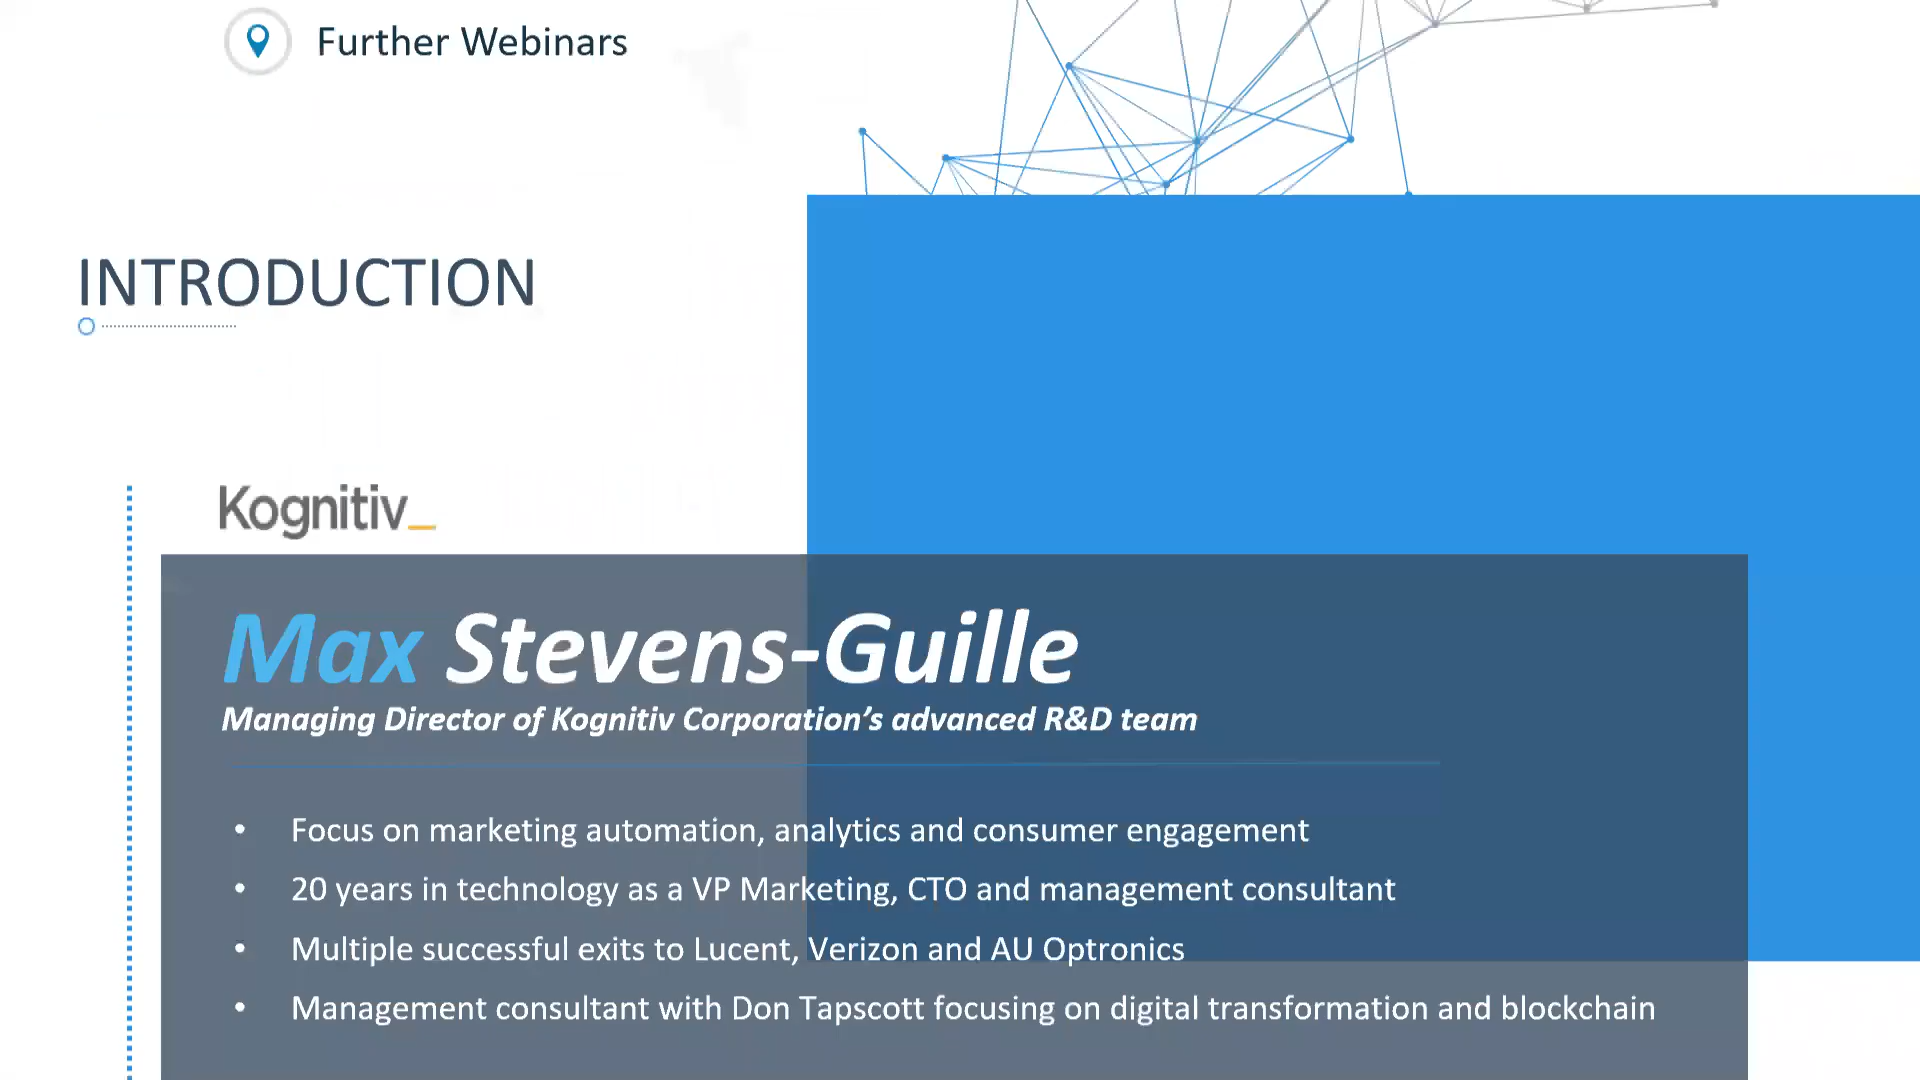 Further Webinars
INTRODUCTION
Kognitiv_
Max Stevens-Guille
Managing Director of Kognitiv Corporation’s advanced R&D team
• Focus on marketing automation, analytics and consumer engagement
• 20 years in technology as a VP Marketing, CTO and management consultant
• Multiple successful exits to Lucent, Verizon and AU Optronics
• Management consultant with Don Tapscott focusing on digital transformation and blockchain